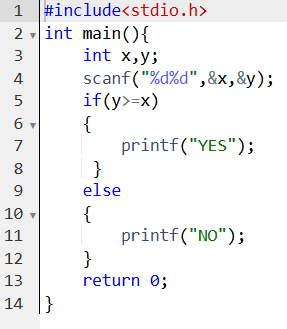 1 #include<stdio.h>
2 int main(){
3     int x,y;
4     scanf("%d%d",&x,&y);
5     if(y>=x)
6     {
7         printf("YES");
8      }
9     else
10     {
11         printf("NO");
12     }
13     return 0;
14 }